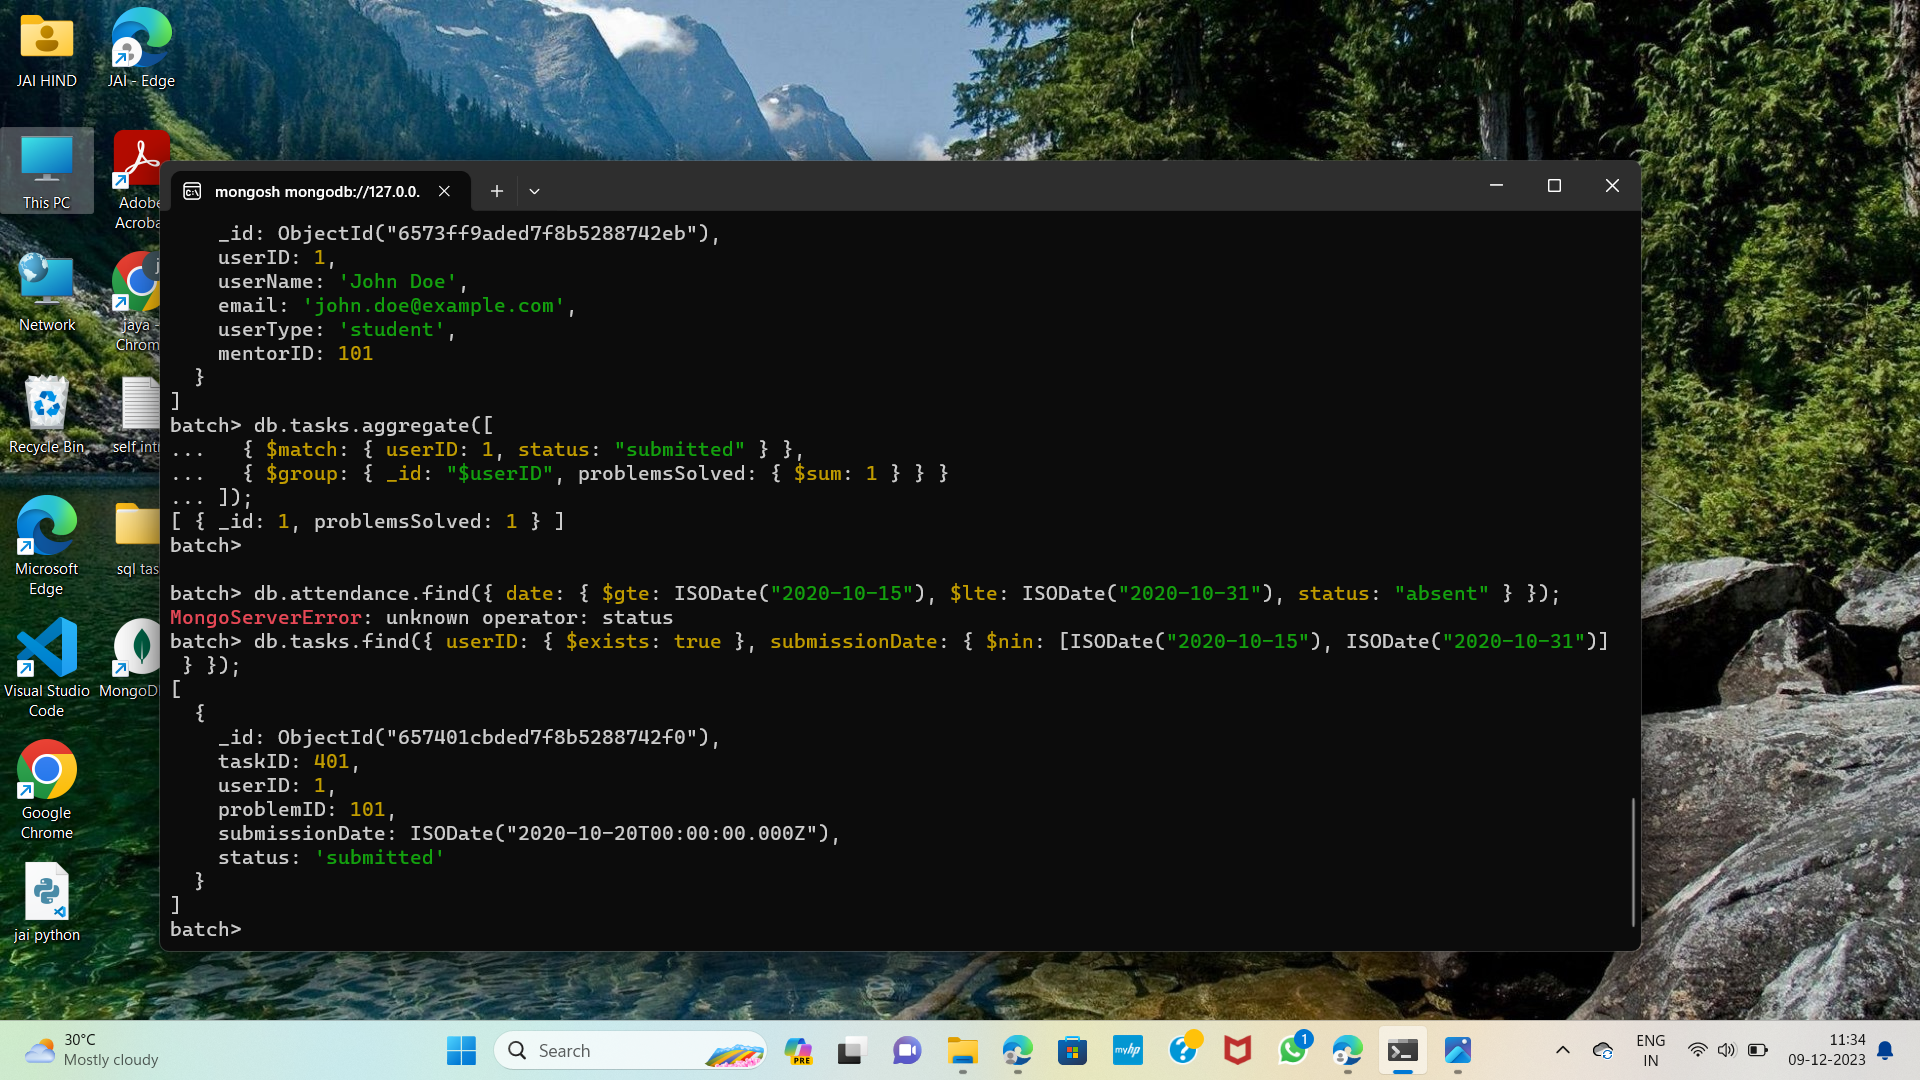 JAI HIND
JAI - Edge
This PC
Adobe
Acroba
Network
jaya -
Chrom
Recycle Bin
self intr
Microsoft
Edge
sql tas
Visual Studio
Code
MongoD
Google
Chrome
jai python
mongosh mongodb://127.0.0.
_id: ObjectId("6573ff9aded7f8b5288742eb"),
userID: 1,
userName: 'John Doe',
email: 'john.doe@example.com',
userType: 'student',
mentorID: 101
}
]
batch> db.tasks.aggregate([
... { $match: { userID: 1, status: "submitted" } },
... { $group: { _id: "$userID", problemsSolved: { $sum: 1 } } }
... ]);
[ { _id: 1, problemsSolved: 1 } ]
batch>
batch> db.attendance.find({ date: { $gte: ISODate("2020-10-15"), $lte: ISODate("2020-10-31"), status: "absent" } });
MongoServerError: unknown operator: status
batch> db.tasks.find({ userID: { $exists: true }, submissionDate: { $nin: [ISODate("2020-10-15"), ISODate("2020-10-31")]
} });
[
{
_id: ObjectId("657401cbded7f8b5288742f0"),
taskID: 401,
userID: 1,
problemID: 101,
submissionDate: ISODate("2020-10-20T00:00:00.000Z"),
status: 'submitted'
}
]
batch>
30°C
Mostly cloudy
Search
PRE
myhp
1
ENG
IN
11:34
09-12-2023